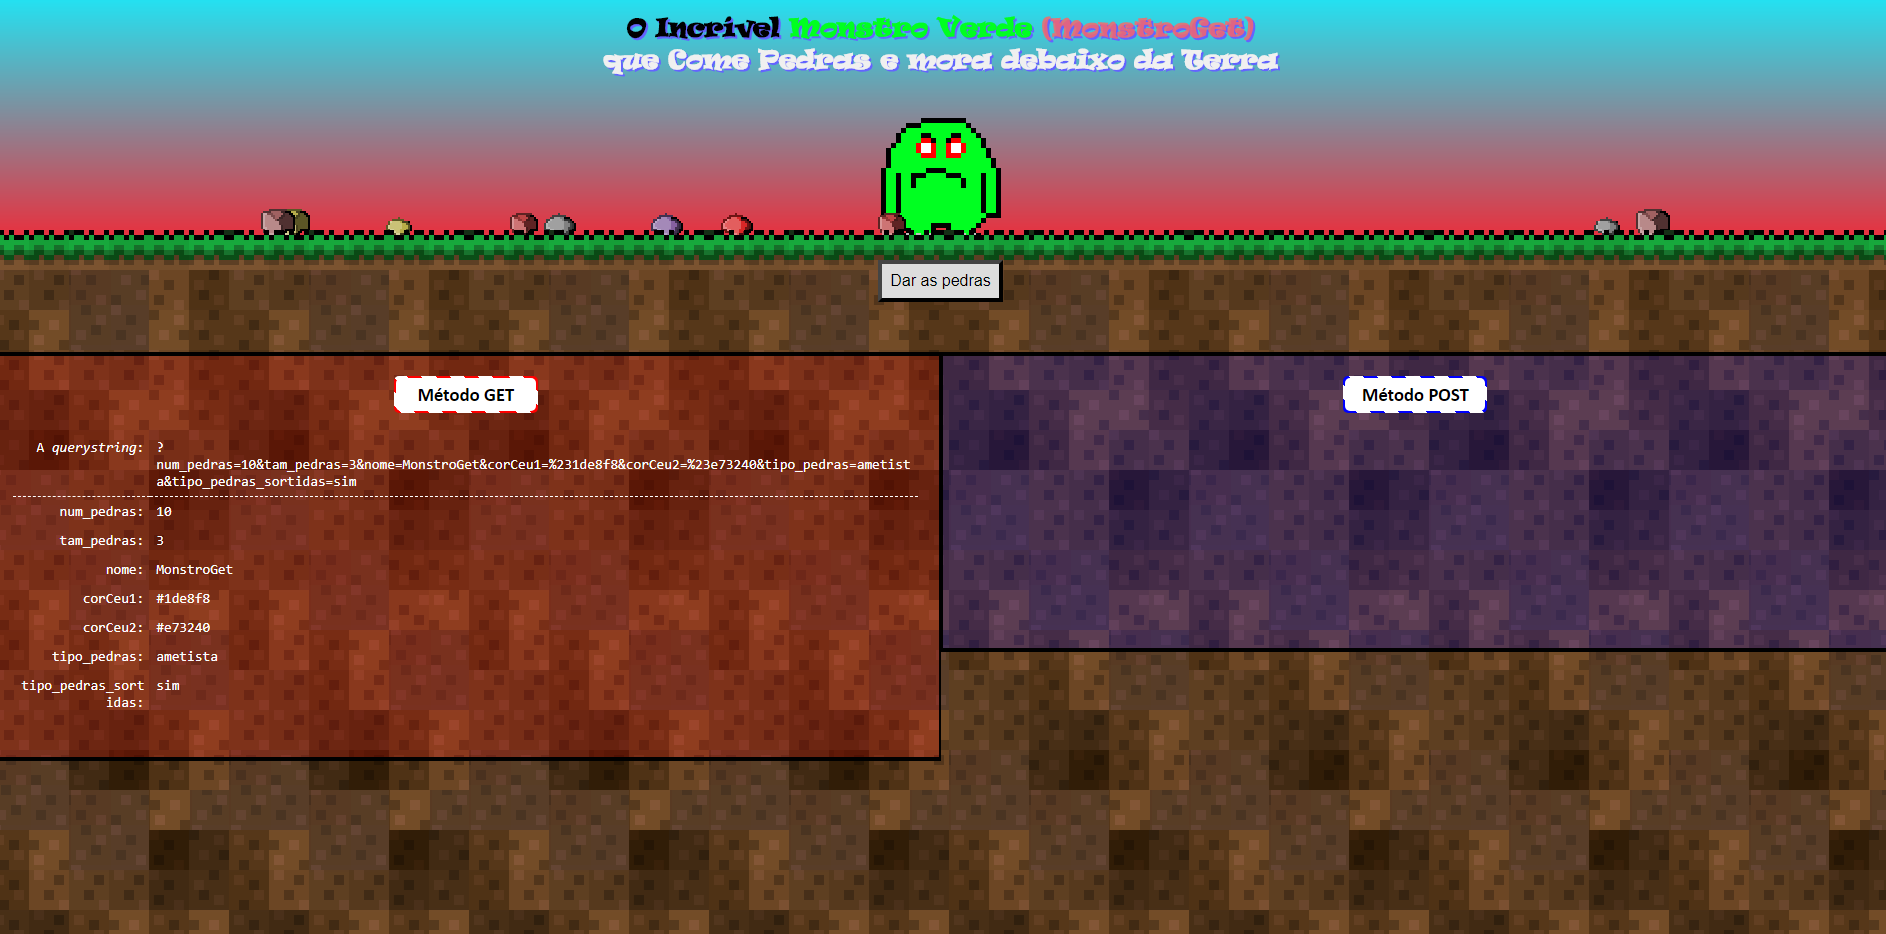 O Incrível Monstro Verde (MonstroGet)
que Come Pedras e mora debaixo da Terra
Dar as pedras
Método GET
A querystring: ?
num_pedras=10&tam_pedras=3&nome=MonstroGet&corCeu1=%231de8f8&corCeu2=%23e73240&tipo_pedras=ametist
a&tipo_pedras_sortidas=sim
num_pedras: 10
tam_pedras: 3
nome: MonstroGet
corCeu1: #1de8f8
corCeu2: #e73240
tipo_pedras: ametista
tipo_pedras_sort sim
idas:
Método POST